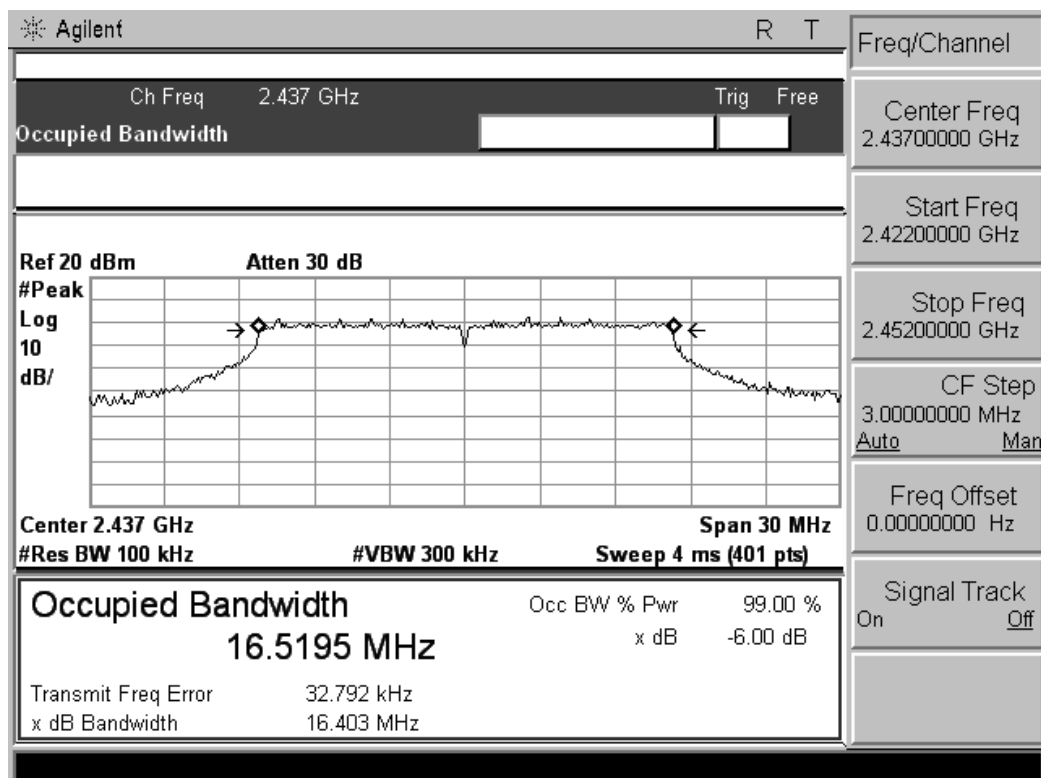 Agilent R T
Ch Freq 2.437 GHz Trig Free
Occupied Bandwidth
Ref 20 dBm Atten 30 dB
#Peak
Log
10
dB/
Center 2.437 GHz Span 30 MHz
#Res BW 100 kHz #VBW 300 kHz Sweep 4 ms (401 pts)
Occupied Bandwidth
16.5195 MHz
Occ BW % Pwr 99.00 %
x dB -6.00 dB
Transmit Freq Error 32.792 kHz
x dB Bandwidth 16.403 MHz
Freq/Channel
Center Freq
2.43700000 GHz
Start Freq
2.42200000 GHz
Stop Freq
2.45200000 GHz
CF Step
3.00000000 MHz
Auto Man
Freq Offset
0.00000000 Hz
Signal Track
On Off